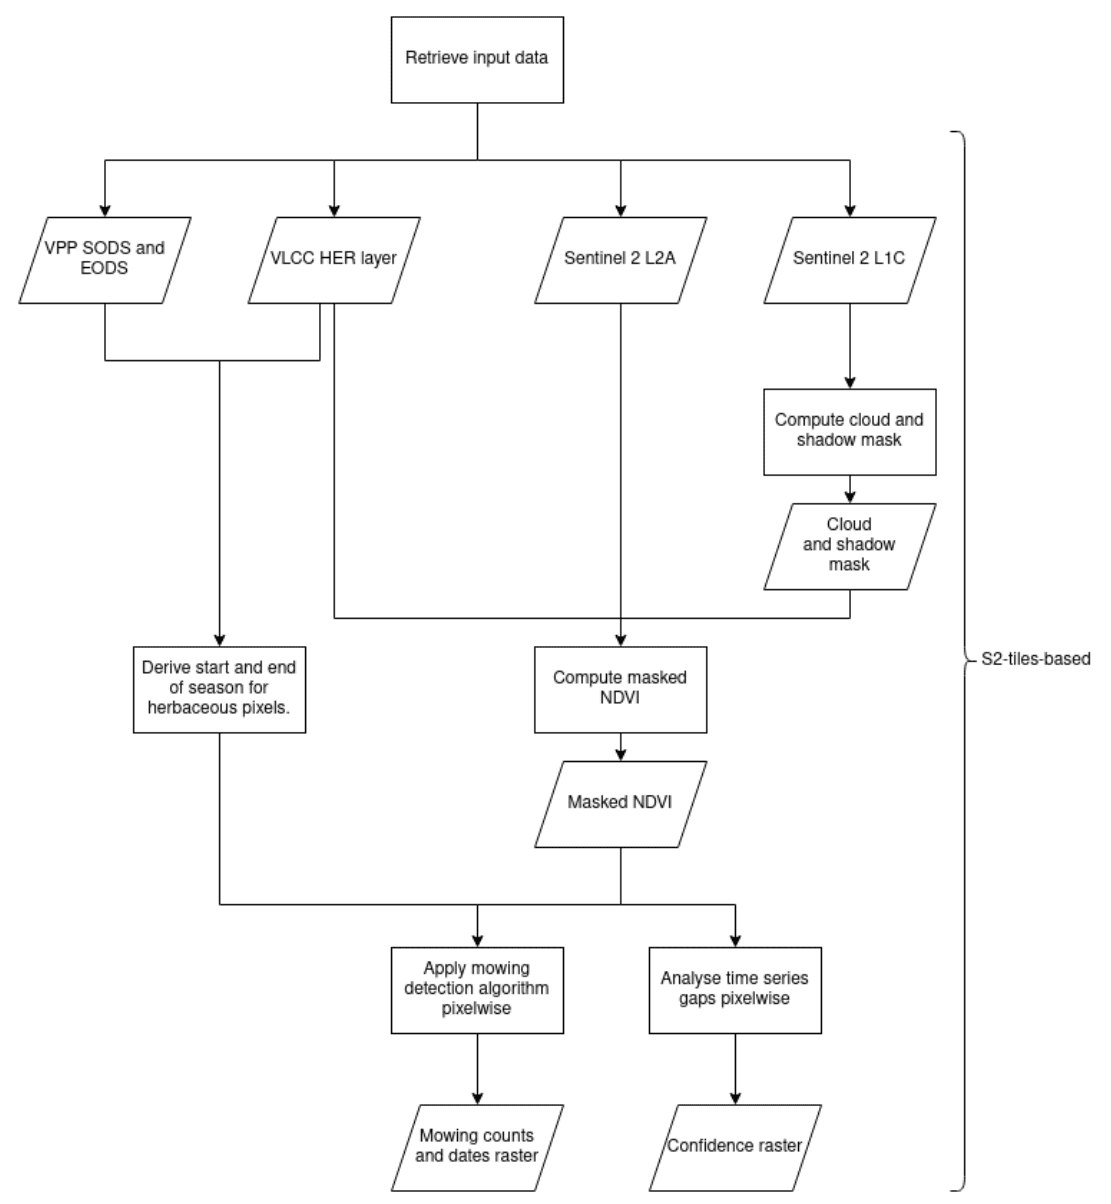 Retrieve input data
VPP SODS and
EODS
VLCC HER layer
Sentinel 2 L2A
Sentinel 2 L1C
Compute cloud and
shadow mask
Cloud
and shadow
mask
S2-tiles-based
Derive start and end
of season for
herbaceous pixels.
Compute masked
NDVI
Masked NDVI
Apply mowing
detection algorithm
pixelwise
Analyse time series
gaps pixelwise
Mowing counts
and dates raster
Confidence raster